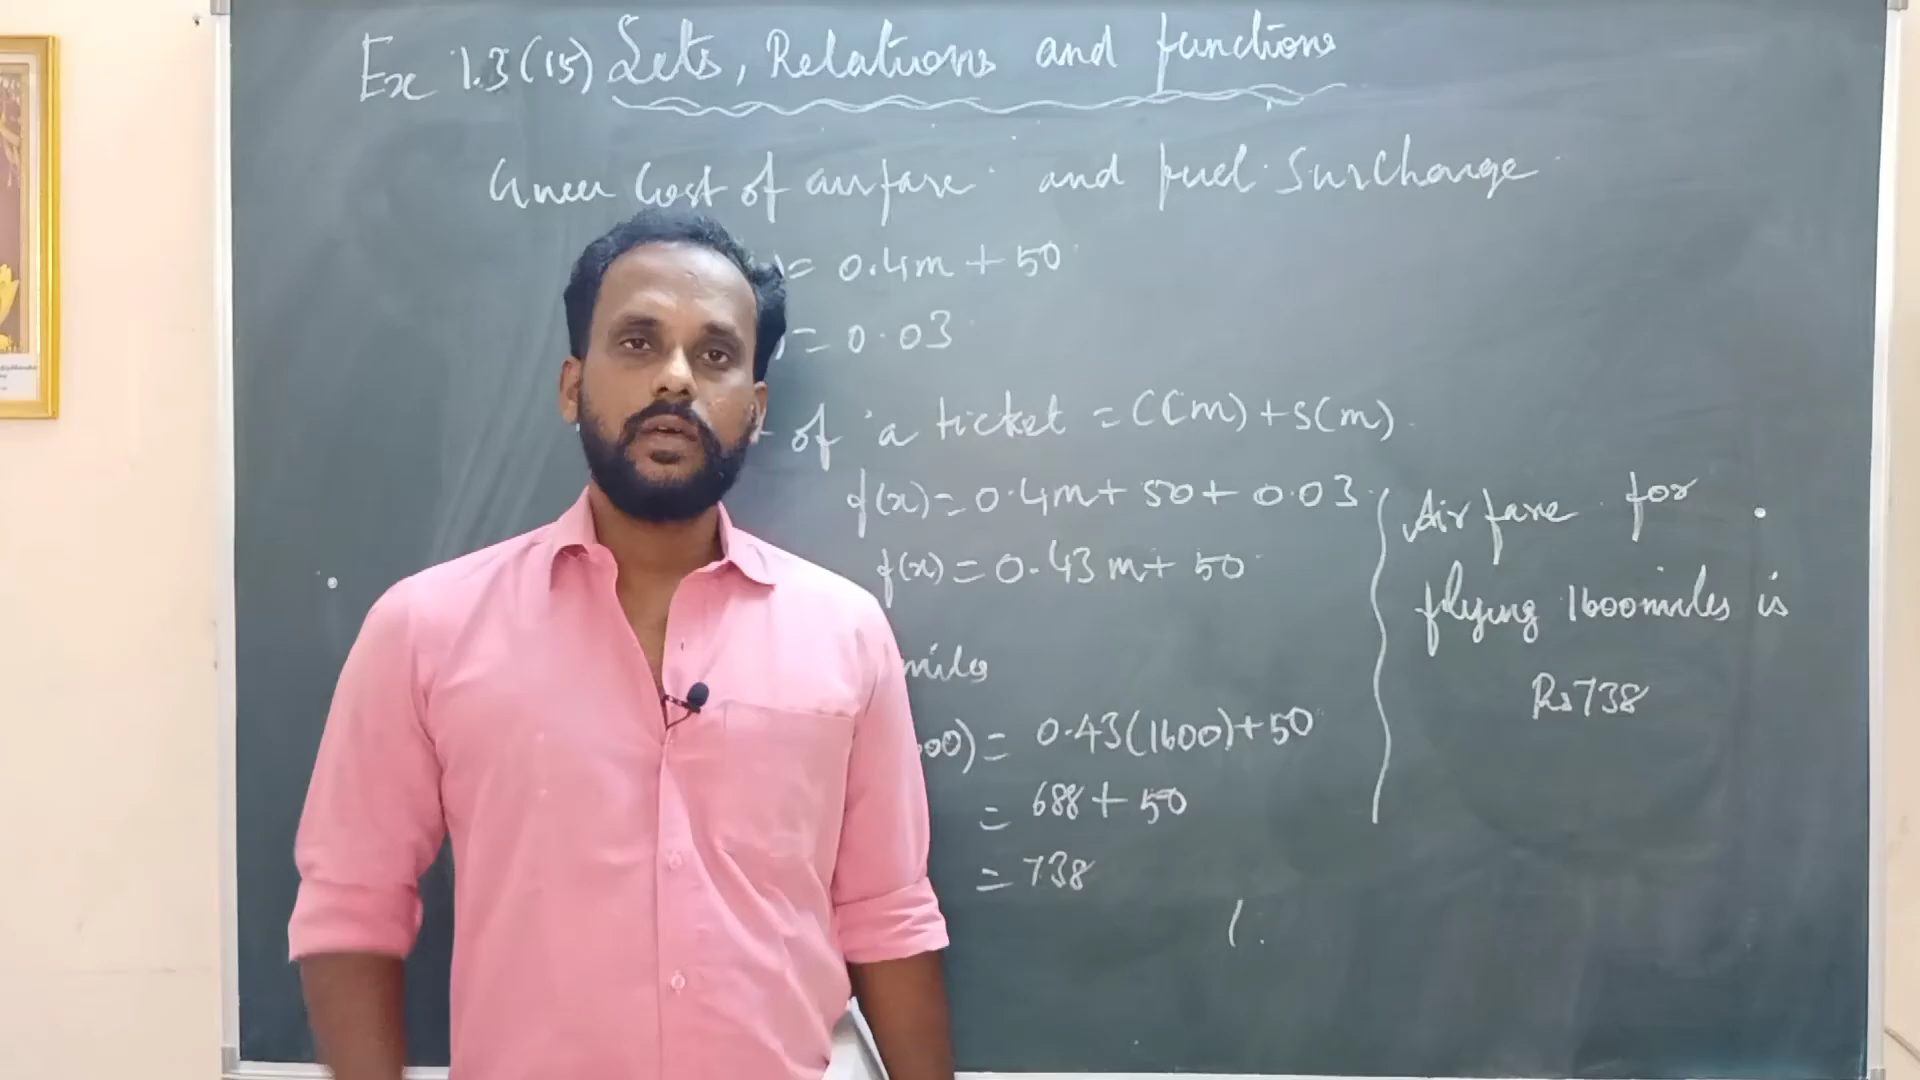 Ex 1.3(15) Sets, Relations and functions
Given Cost of airfare and fuel Surcharge
)= 0.4m + 50
)= 0.03
of a ticket = C(m) + S(m)
f(x) = 0.4m + 50 + 0.03
f(x) = 0.43m + 50
miles
00) = 0.43(1600) + 50
= 688 + 50
= 738
Air fare for
flying 1600 miles is
Rs 738